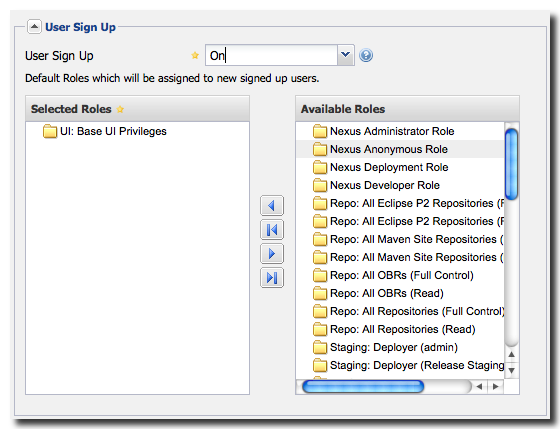 User Sign Up
User Sign Up On
Default Roles which will be assigned to new signed up users.
Selected Roles
UI: Base UI Privileges
Available Roles
Nexus Administrator Role
Nexus Anonymous Role
Nexus Deployment Role
Nexus Developer Role
Repo: All Eclipse P2 Repositories (
Repo: All Eclipse P2 Repositories (
Repo: All Maven Site Repositories (
Repo: All Maven Site Repositories (
Repo: All OBRs (Full Control)
Repo: All OBRs (Read)
Repo: All Repositories (Full Control)
Repo: All Repositories (Read)
Staging: Deployer (admin)
Staging: Deployer (Release Staging